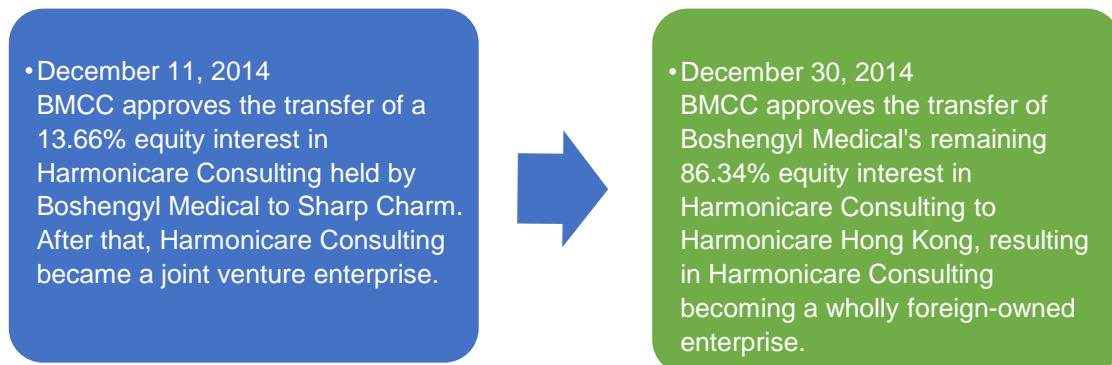 •December 11, 2014
BMCC approves the transfer of a
13.66% equity interest in
Harmonicare Consulting held by
Boshengyl Medical to Sharp Charm.
After that, Harmonicare Consulting
became a joint venture enterprise.
•December 30, 2014
BMCC approves the transfer of
Boshengyl Medical's remaining
86.34% equity interest in
Harmonicare Consulting to
Harmonicare Hong Kong, resulting
in Harmonicare Consulting
becoming a wholly foreign-owned
enterprise.